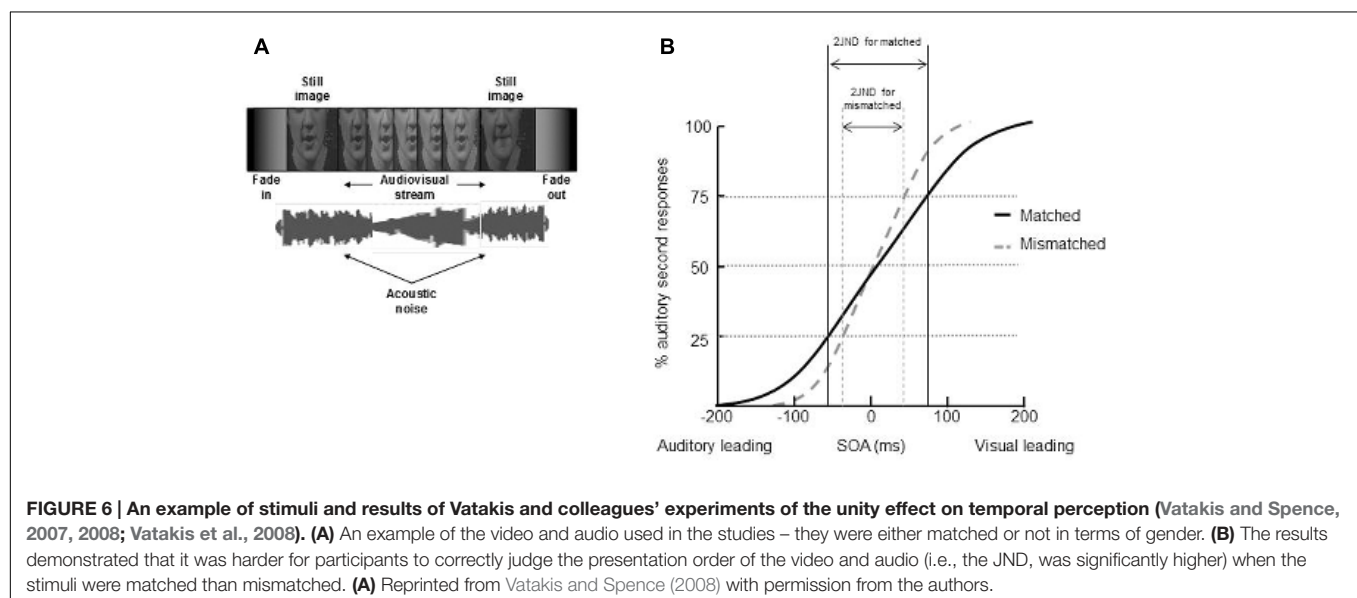 A
Still
image
Still
image
Fade
in
Audiovisual
stream
Fade
out
Acoustic
noise
B
2JND for matched
2JND for
mismatched
% auditory second responses
100
75
50
25
Matched
Mismatched
-200 -100 0 100 200
Auditory leading SOA (ms) Visual leading
FIGURE 6 | An example of stimuli and results of Vatakis and colleagues’ experiments of the unity effect on temporal perception (Vatakis and Spence,
2007, 2008; Vatakis et al., 2008). (A) An example of the video and audio used in the studies – they were either matched or not in terms of gender. (B) The results
demonstrated that it was harder for participants to correctly judge the presentation order of the video and audio (i.e., the JND, was significantly higher) when the
stimuli were matched than mismatched. (A) Reprinted from Vatakis and Spence (2008) with permission from the authors.